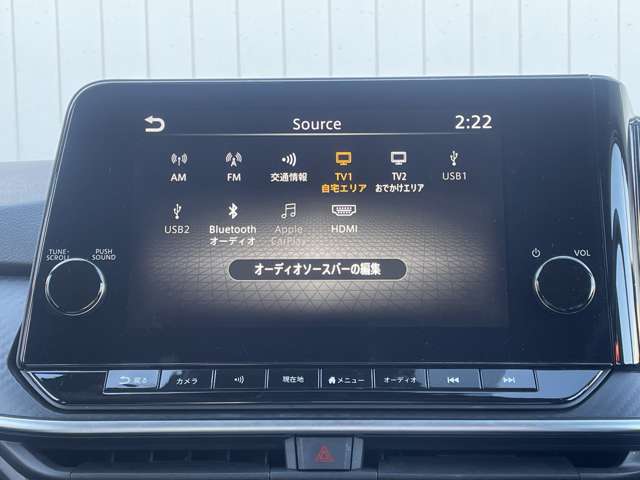 Source
2:22
AM
FM
交通情報
TV1
自宅エリア
TV2
おでかけエリア
USB1
USB2
Bluetooth
オーディオ
Apple
CarPlay
HDMI
オーディオソースバーの編集
TUNE・
SCROLL
PUSH
SOUND
VOL
戻る
カメラ
現在地
メニュー
オーディオ